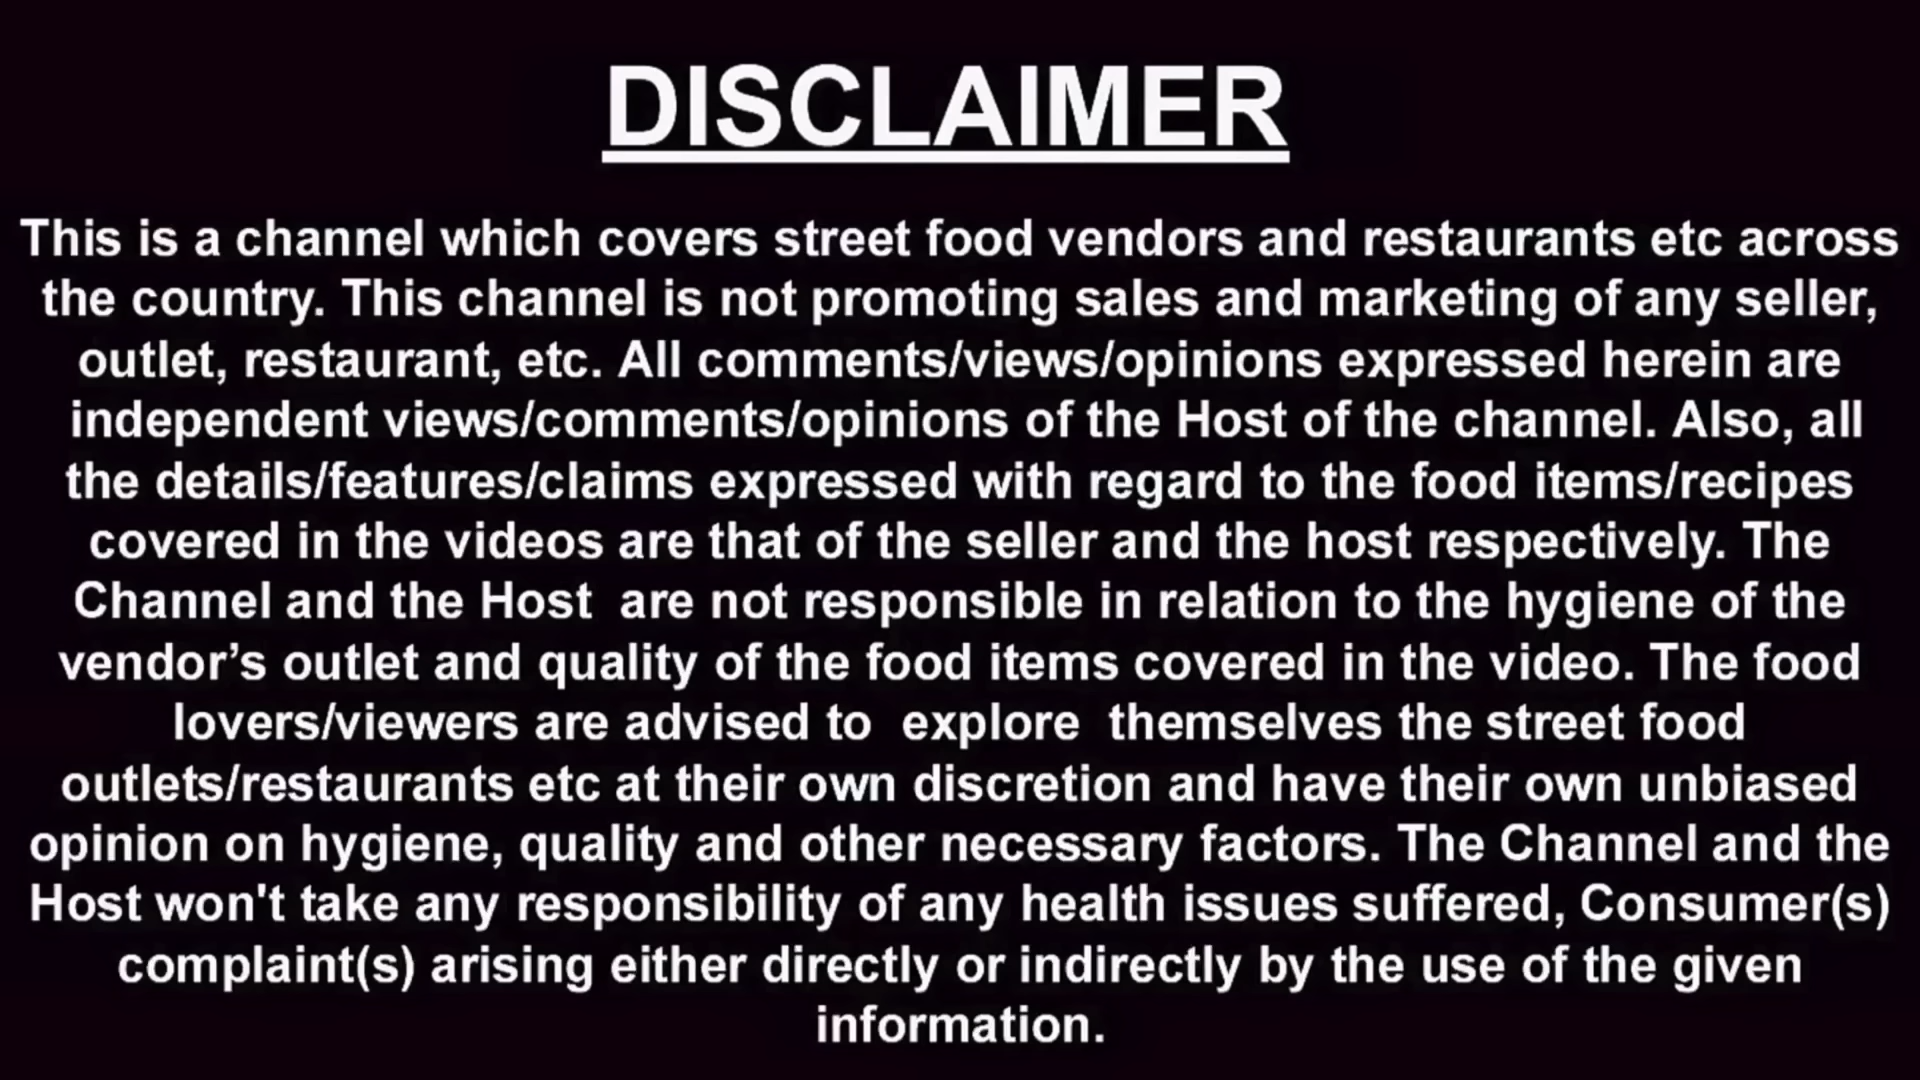 DISCLAIMER
This is a channel which covers street food vendors and restaurants etc across
the country. This channel is not promoting sales and marketing of any seller,
outlet, restaurant, etc. All comments/views/opinions expressed herein are
independent views/comments/opinions of the Host of the channel. Also, all
the details/features/claims expressed with regard to the food items/recipes
covered in the videos are that of the seller and the host respectively. The
Channel and the Host  are not responsible in relation to the hygiene of the
vendor’s outlet and quality of the food items covered in the video. The food
lovers/viewers are advised to  explore  themselves the street food
outlets/restaurants etc at their own discretion and have their own unbiased
opinion on hygiene, quality and other necessary factors. The Channel and the
Host won't take any responsibility of any health issues suffered, Consumer(s)
complaint(s) arising either directly or indirectly by the use of the given
information.